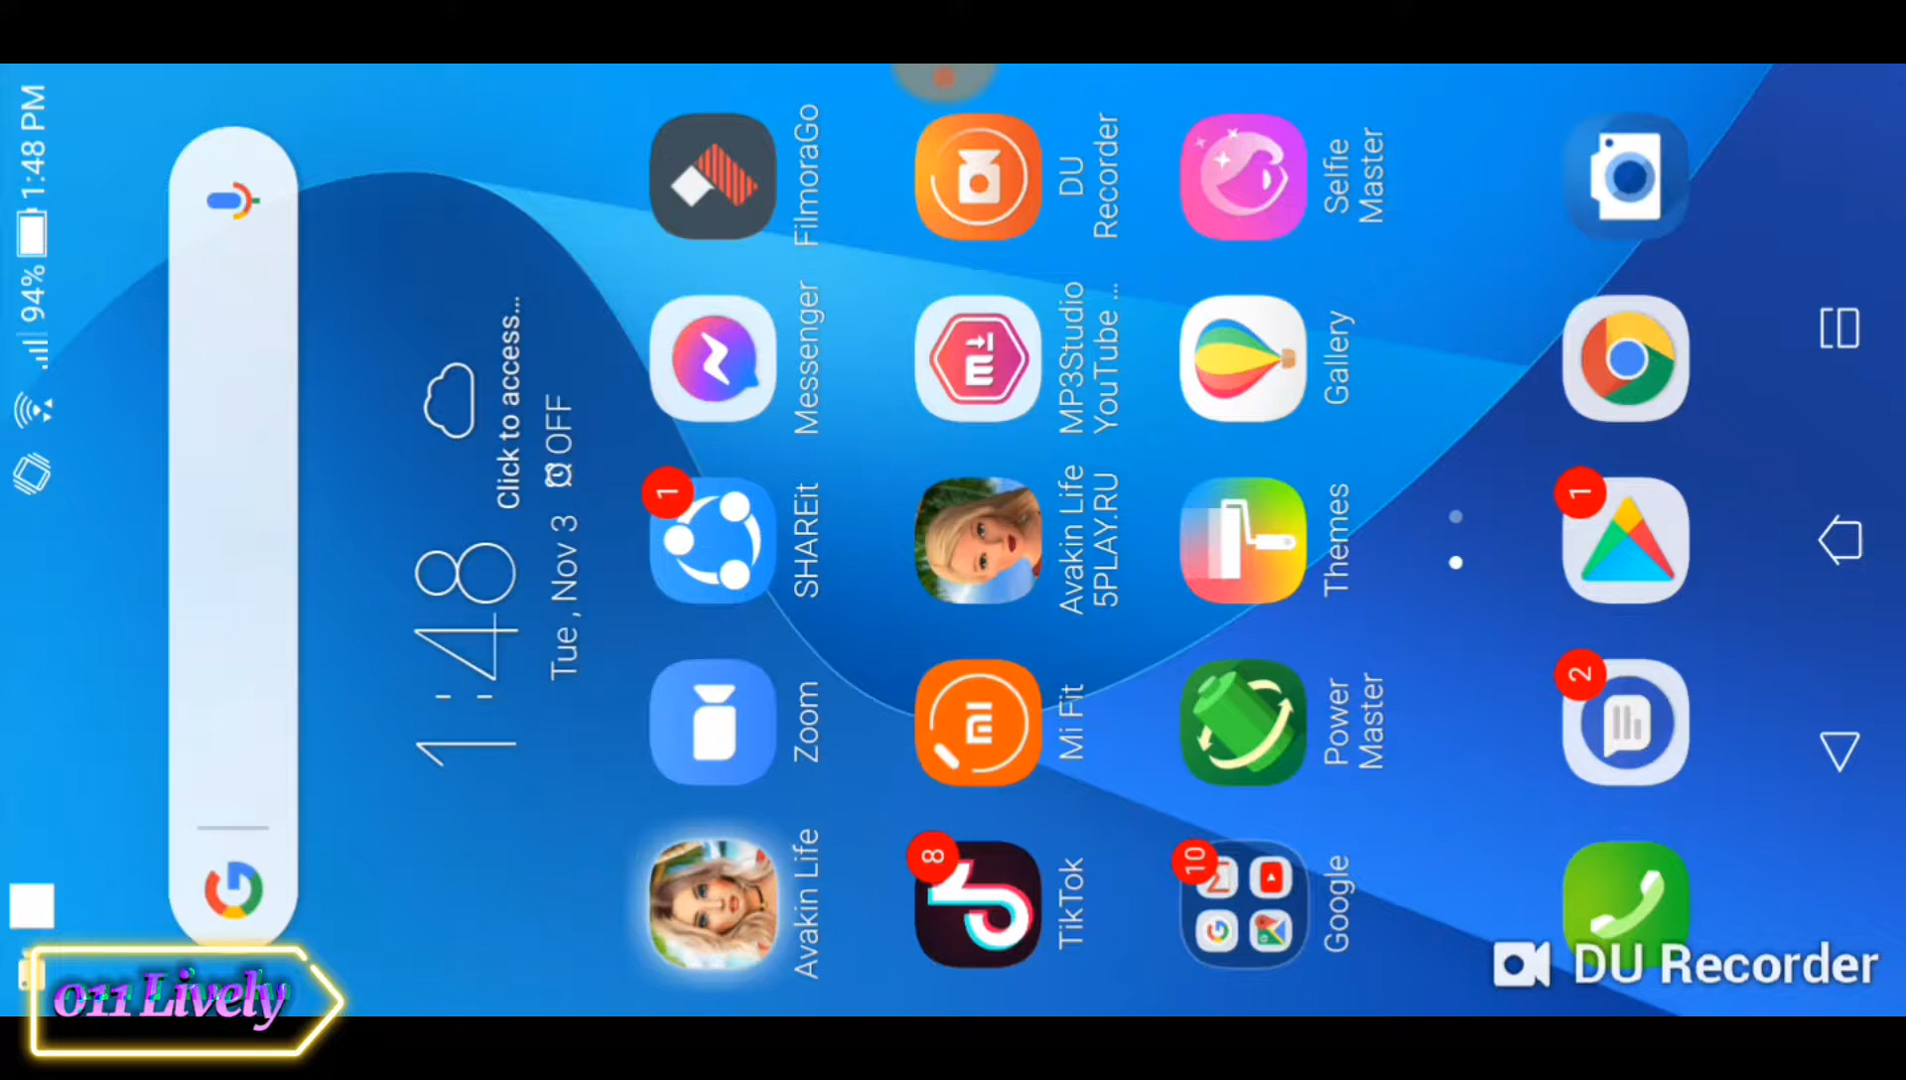 94% 1:48 PM
1:48
Click to access...
Tue, Nov 3 OFF
Avakin Life
Zoom
1
SHAREit
Messenger
FilmoraGo
8
TikTok
Mi Fit
Avakin Life
5PLAY.RU
MP3Studio
YouTube ...
DU
Recorder
10
Google
Power
Master
Themes
Gallery
Selfie
Master
2
1
011 Lively
DU Recorder